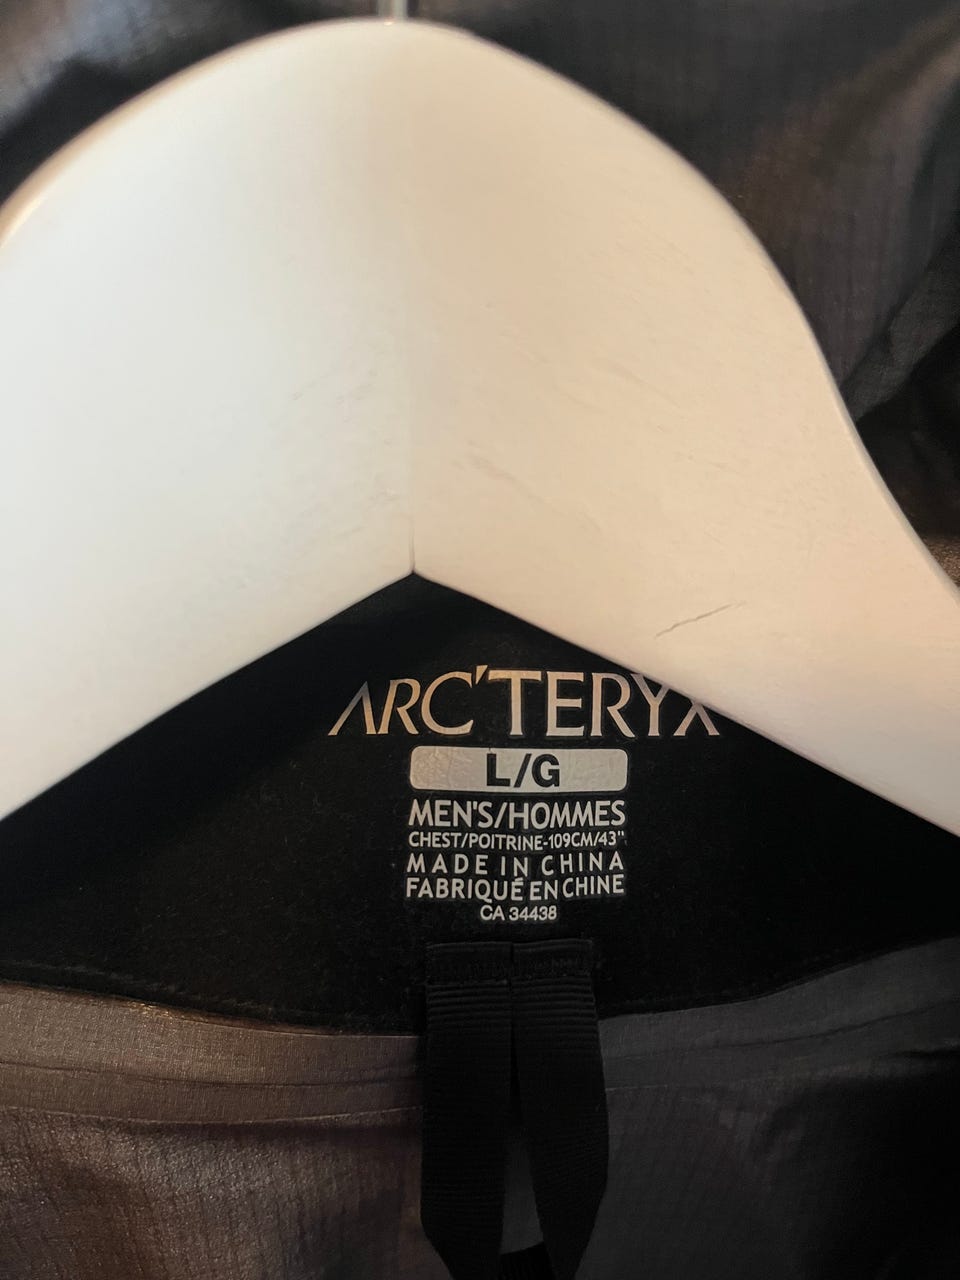 ARC'TERYX
L/G
MEN'S/HOMMES
CHEST/POITRINE-109CM/43"
MADE IN CHINA
FABRIQUÉ EN CHINE
CA 34438